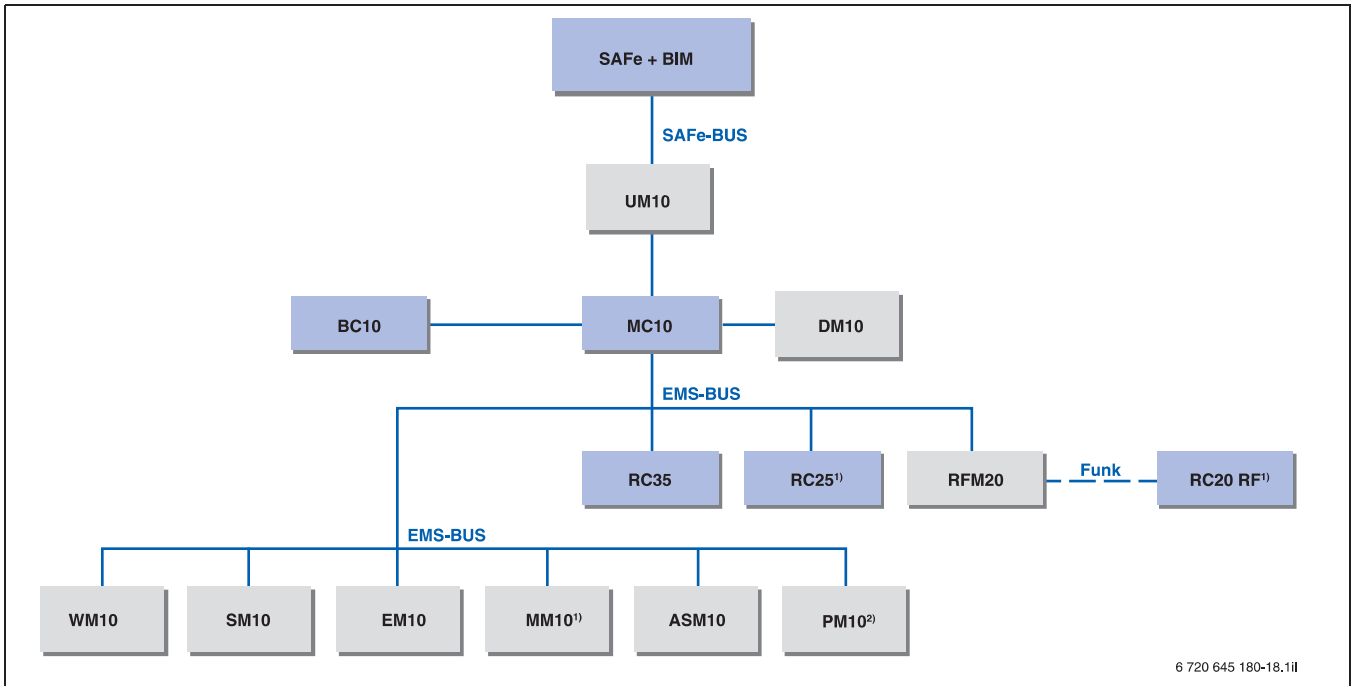 SAFe + BIM
SAFe-BUS
UM10
BC10
MC10
DM10
EMS-BUS
RC35
RC25¹⁾
RFM20
Funk
RC20 RF¹⁾
EMS-BUS
WM10
SM10
EM10
MM10¹⁾
ASM10
PM10²⁾
6 720 645 180-18.1il